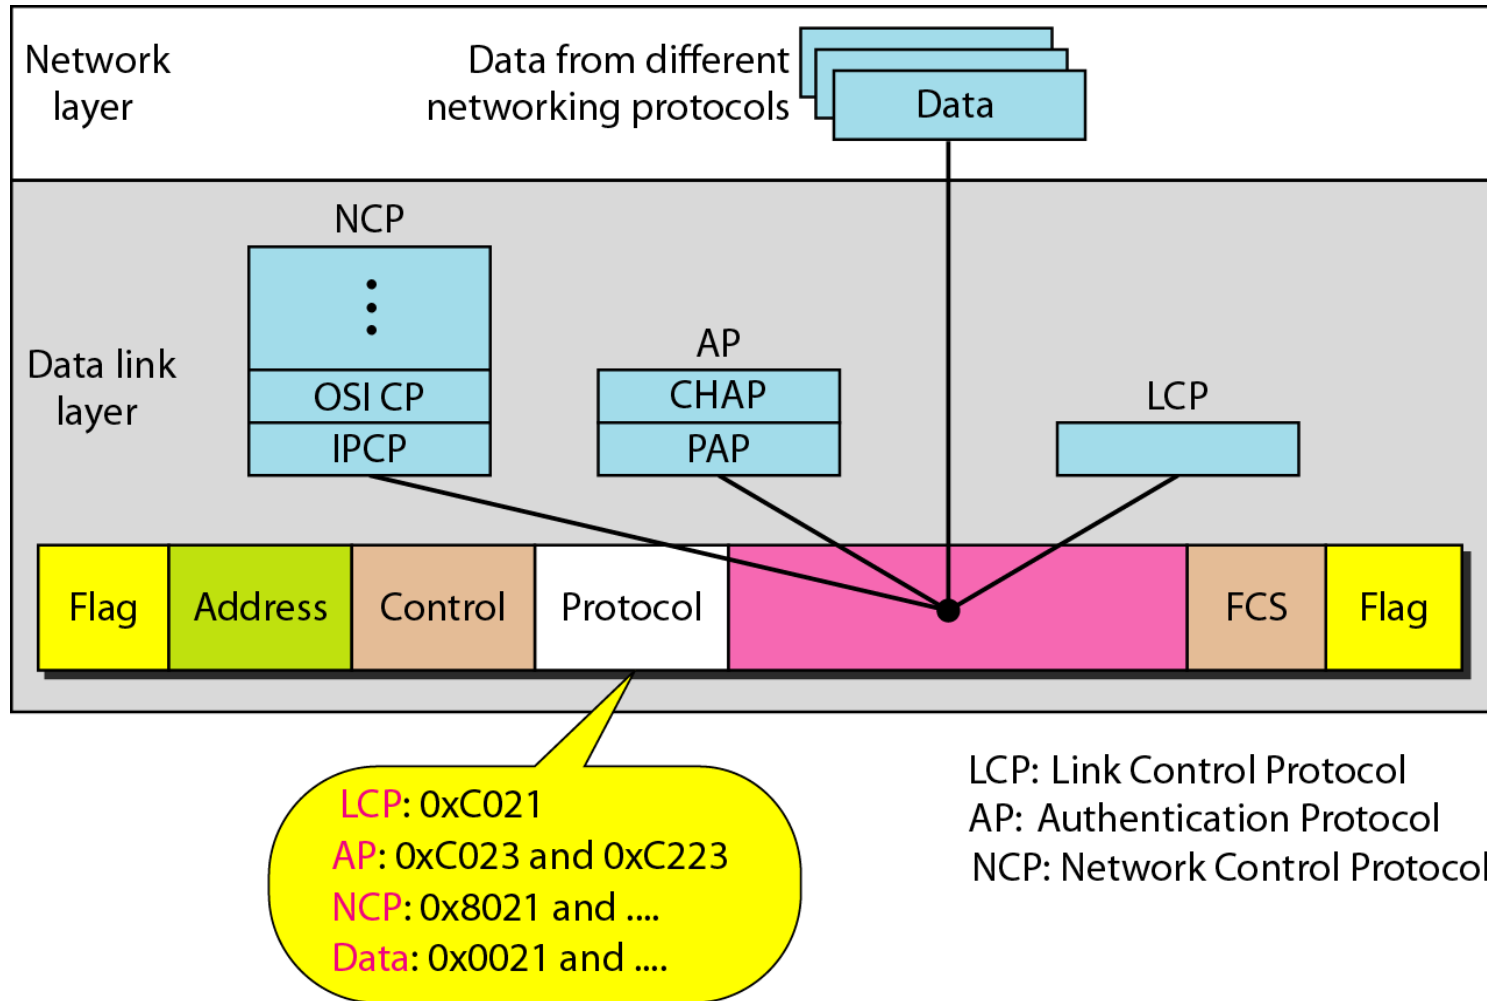 Network
layer
Data from different
networking protocols
Data
NCP
OSI CP
IPCP
Data link
layer
AP
CHAP
PAP
LCP
Flag
Address
Control
Protocol
FCS
Flag
LCP: 0xC021
AP: 0xC023 and 0xC223
NCP: 0x8021 and ....
Data: 0x0021 and ....
LCP: Link Control Protocol
AP: Authentication Protocol
NCP: Network Control Protocol